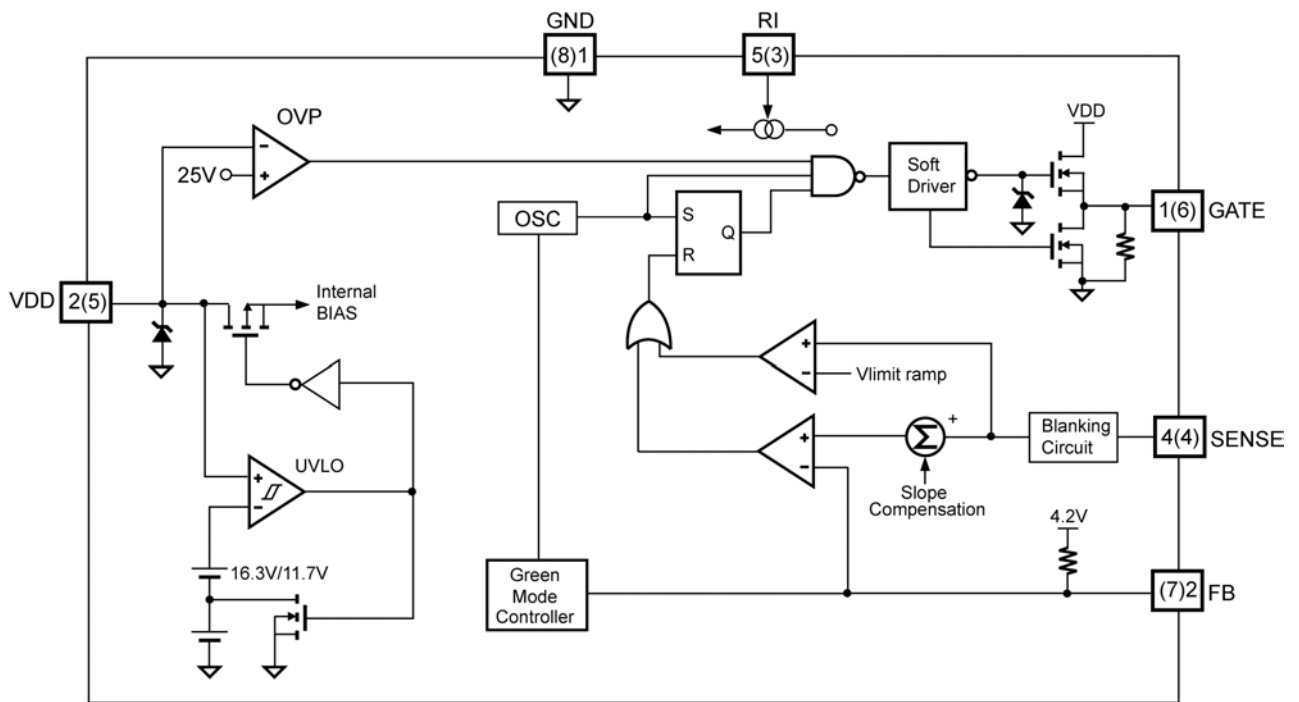 GND
RI
(8)1
5(3)
OVP
VDD
25V
-
+
Soft
Driver
OSC
S
Q
R
1(6)
GATE
VDD
2(5)
Internal
BIAS
+
-
Vlimit ramp
+
Σ
+
-
Blanking
Circuit
4(4)
SENSE
UVLO
+
-
Slope
Compensation
4.2V
16.3V/11.7V
Green
Mode
Controller
(7)2
FB